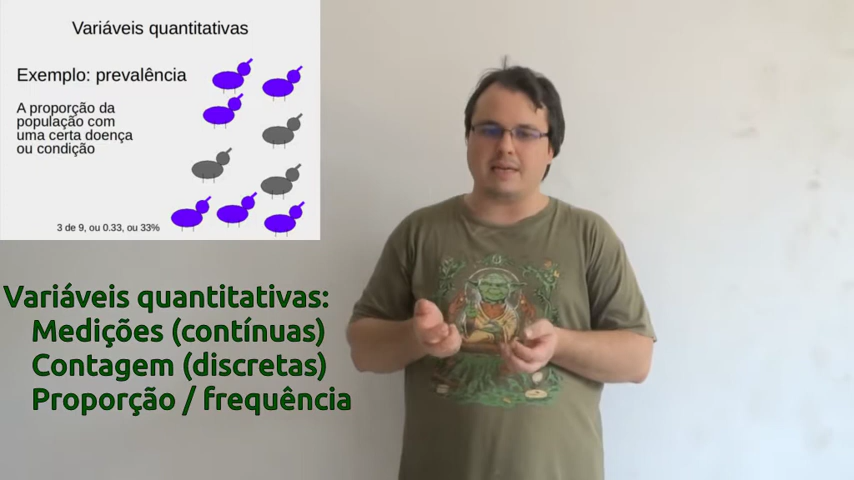 Variáveis quantitativas
Exemplo: prevalência
A proporção da
população com
uma certa doença
ou condição
3 de 9, ou 0.33, ou 33%
Variáveis quantitativas:
Medições (contínuas)
Contagem (discretas)
Proporção / frequência